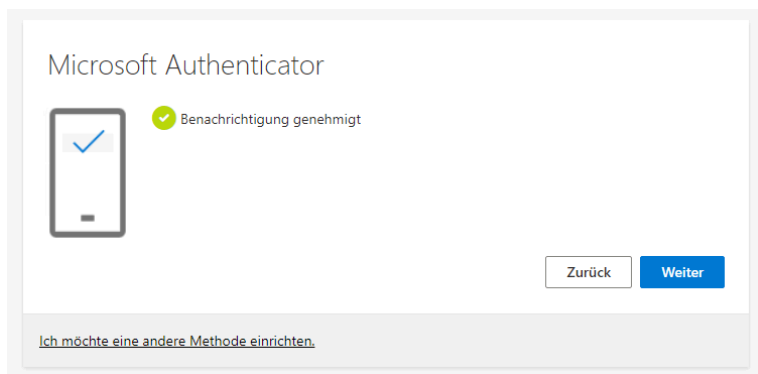 Microsoft Authenticator
Benachrichtigung genehmigt
Zurück
Weiter
Ich möchte eine andere Methode einrichten.